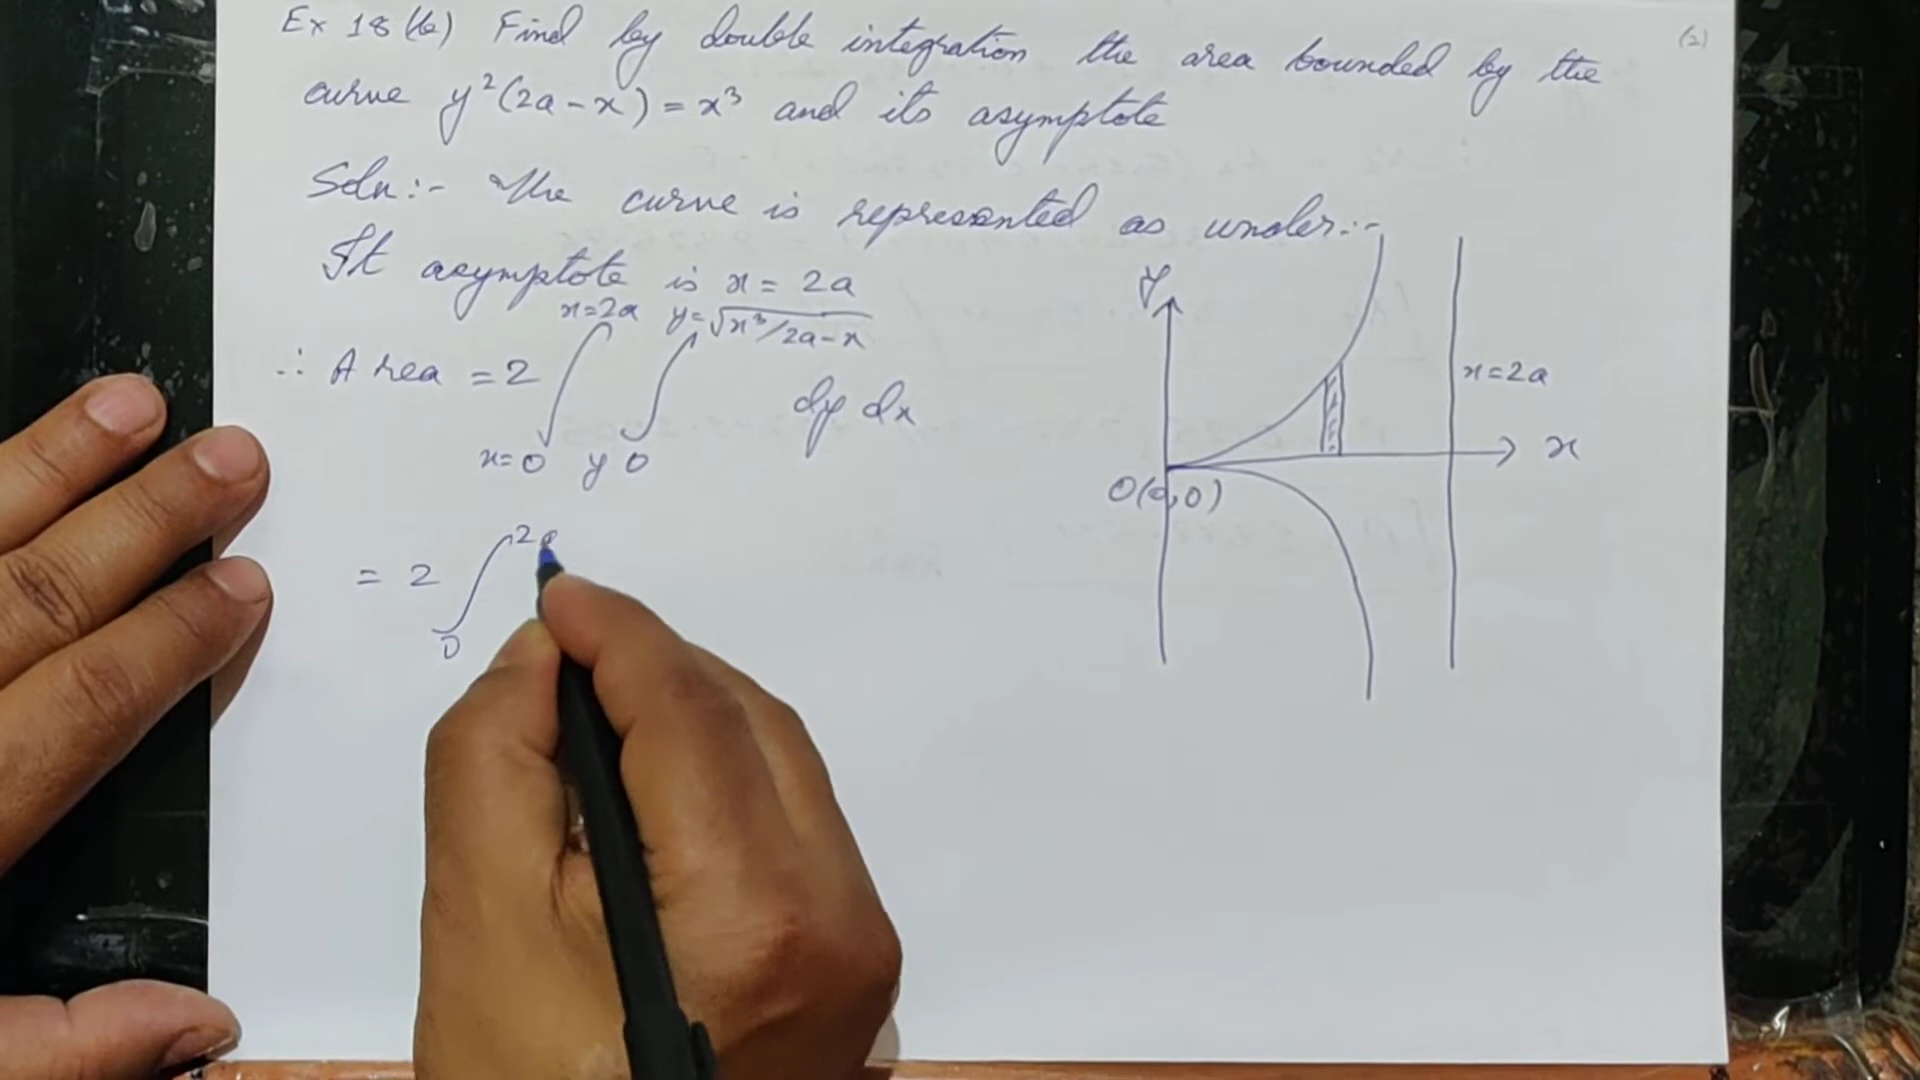 (2)
Ex 18 (b) Find by double integration the area bounded by the
curve y²(2a - x) = x³ and its asymptote
Soln:- The curve is represented as under:-
It asymptote is x = 2a
x=2a y=√x³/2a-x
∴ Area = 2 ∫ ∫ dy dx
x=0 y 0
= 2 ∫ 2a
0
Y
x=2a
x
O(0,0)